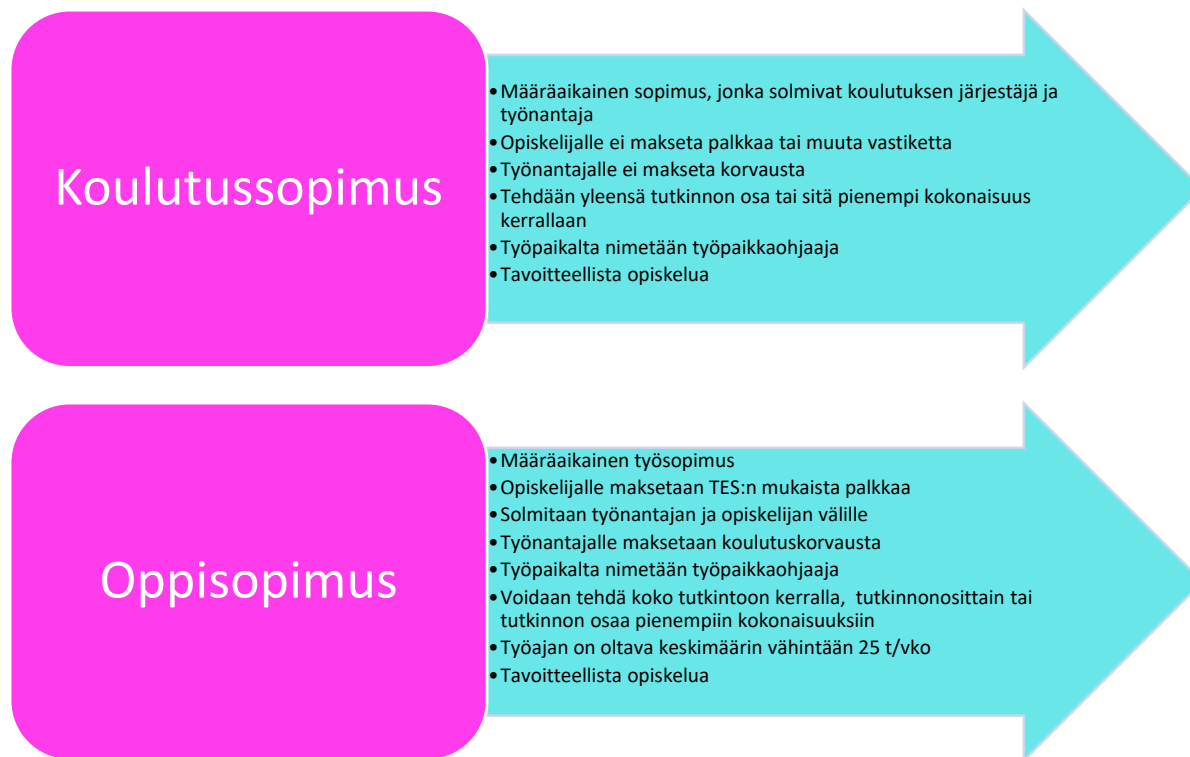 Koulutussopimus
•Määräaikainen sopimus, jonka solmivat koulutuksen järjestäjä ja
työnantaja
•Opiskelijalle ei makseta palkkaa tai muuta vastiketta
•Työnantajalle ei makseta korvausta
•Tehdään yleensä tutkinnon osa tai sitä pienempi kokonaisuus
kerrallaan
•Työpaikalta nimetään työpaikkaohjaaja
•Tavoitteellista opiskelua
Oppisopimus
•Määräaikainen työsopimus
•Opiskelijalle maksetaan TES:n mukaista palkkaa
•Solmitaan työnantajan ja opiskelijan välille
•Työnantajalle maksetaan koulutuskorvausta
•Työpaikalta nimetään työpaikkaohjaaja
•Voidaan tehdä koko tutkintoon kerralla, tutkinnonosittain tai
tutkinnon osaa pienempiin kokonaisuuksiin
•Työajan on oltava keskimäärin vähintään 25 t/vko
•Tavoitteellista opiskelua